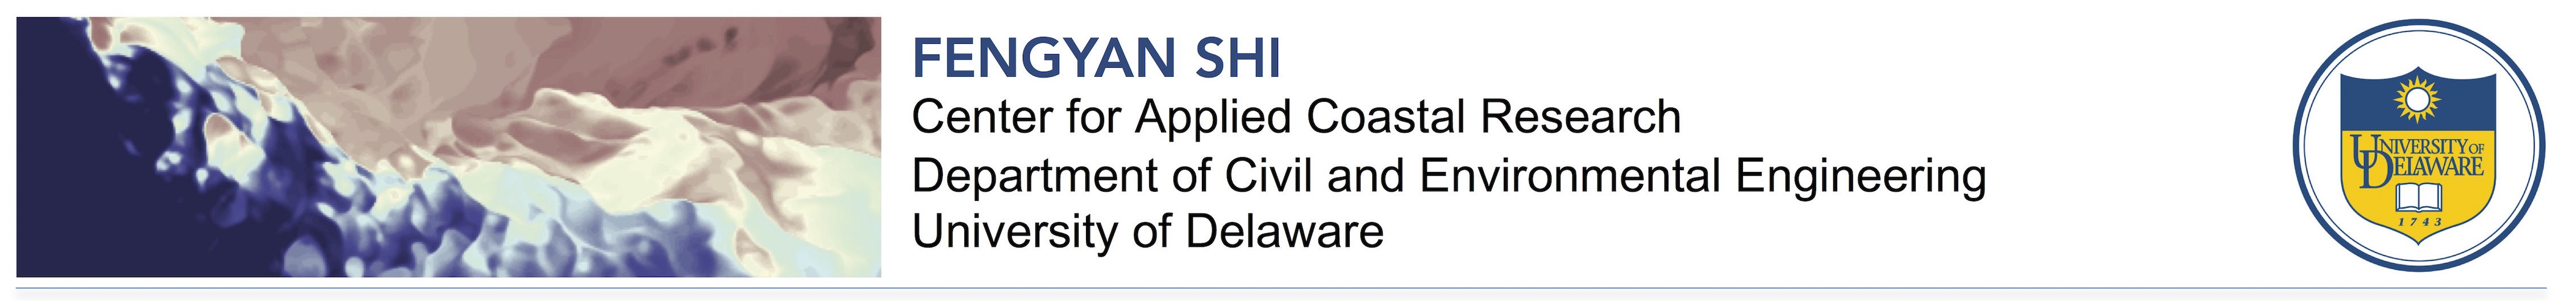 FENGYAN SHI
Center for Applied Coastal Research
Department of Civil and Environmental Engineering
University of Delaware
UNIVERSITY OF
DELAWARE
1743